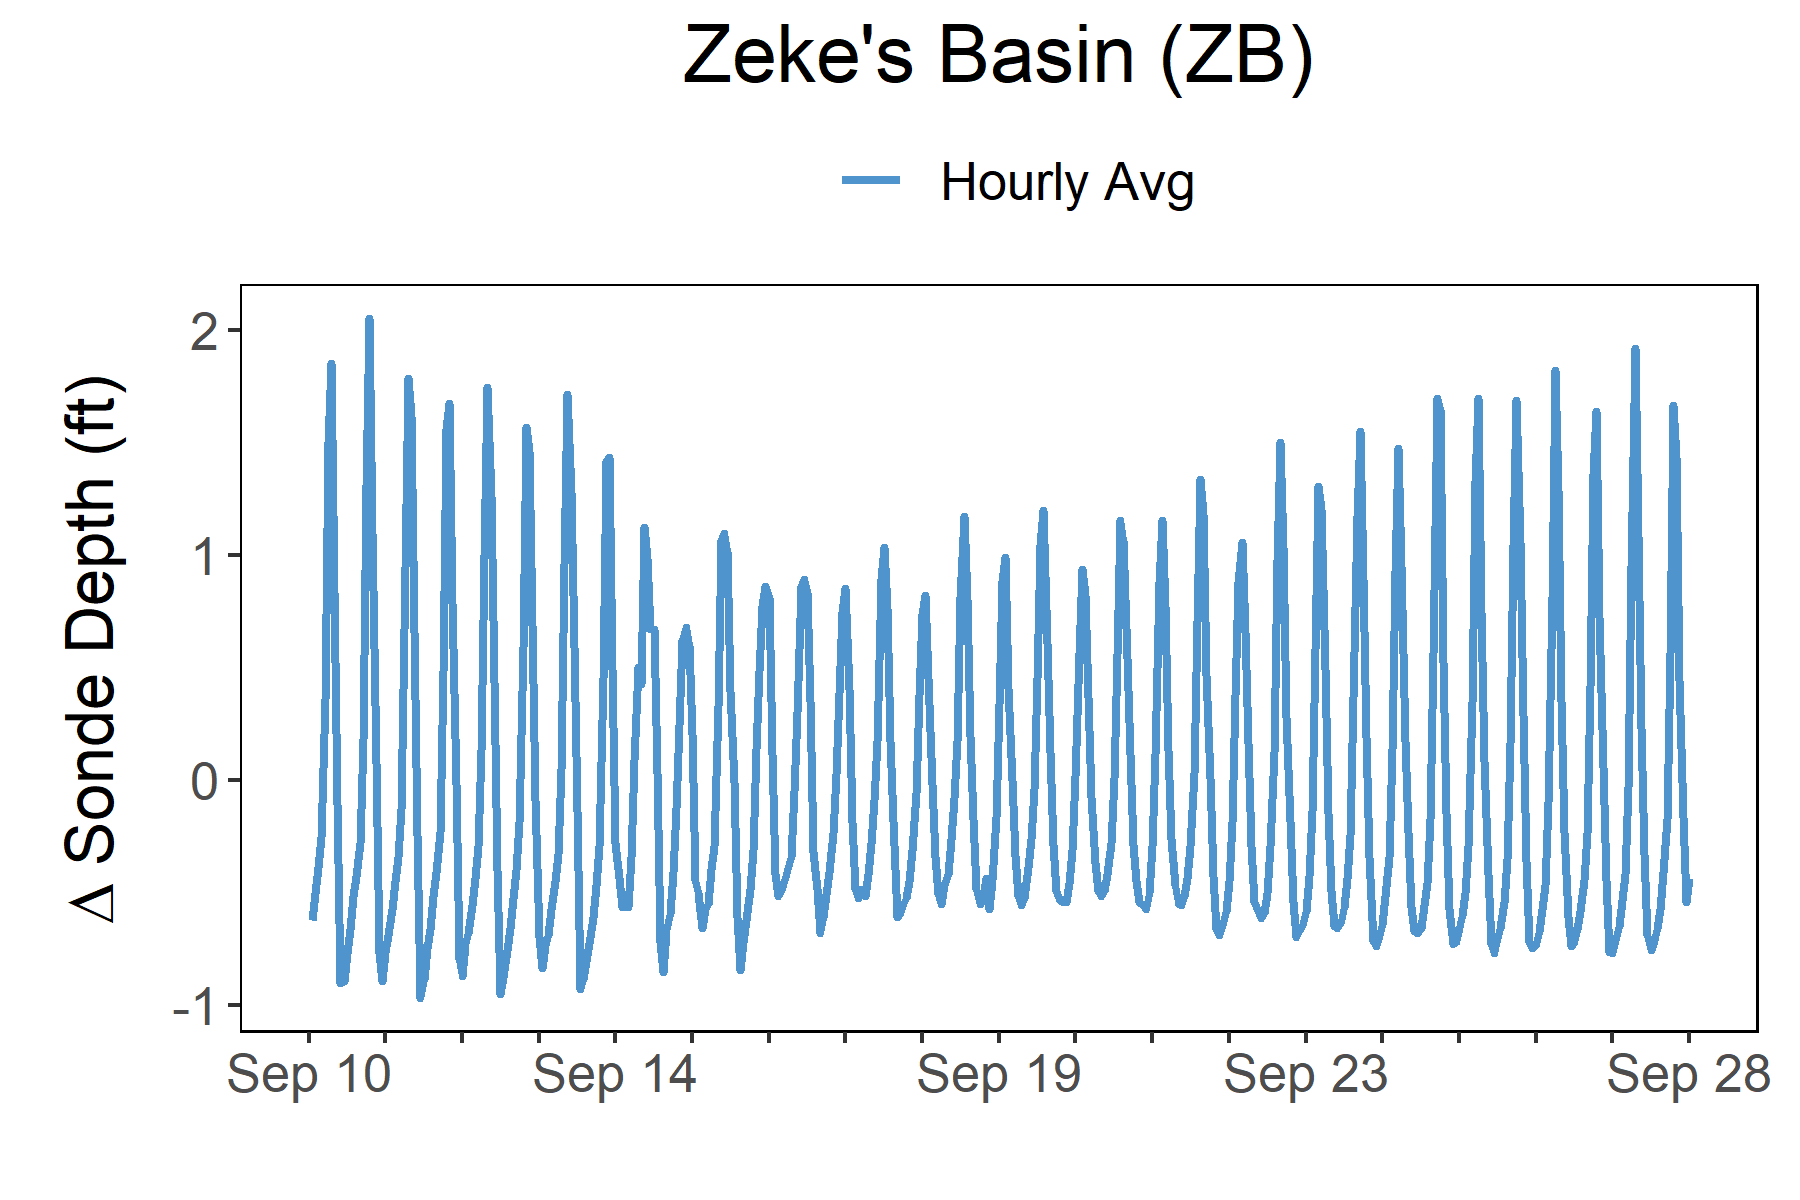 Zeke's Basin (ZB)
Hourly Avg
Δ Sonde Depth (ft)
2
1
0
-1
Sep 10 Sep 14 Sep 19 Sep 23 Sep 28